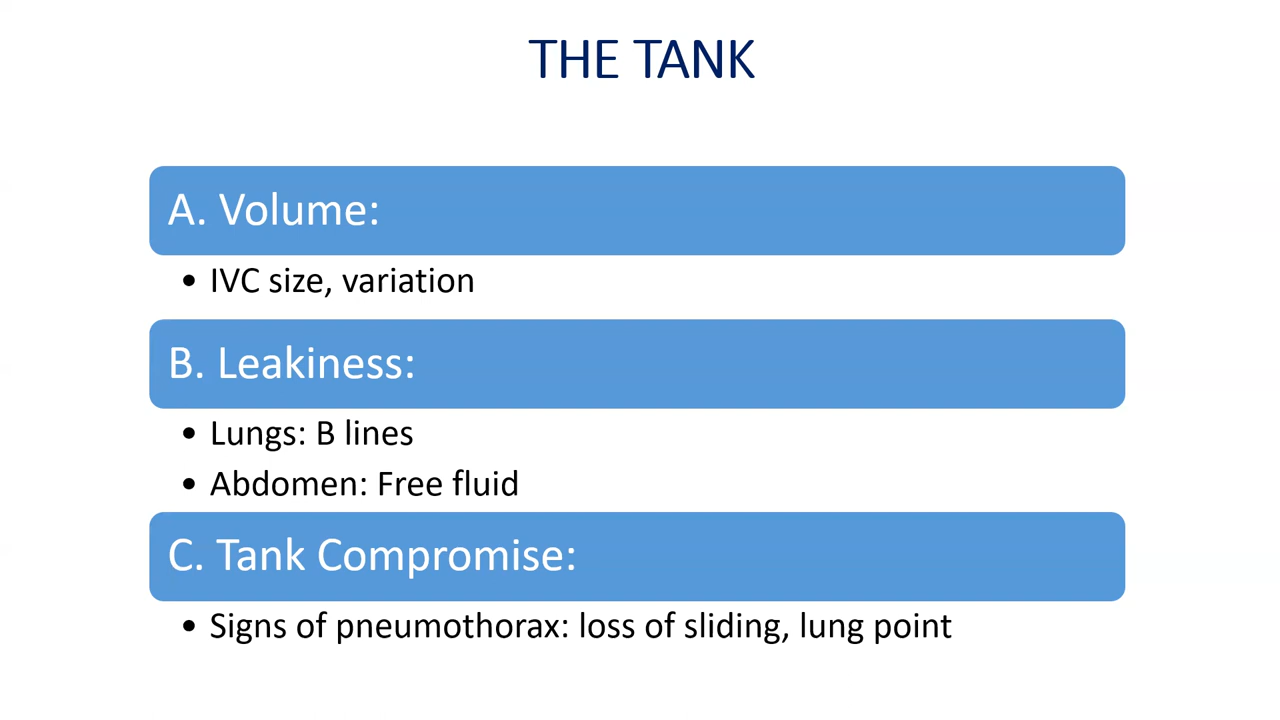 THE TANK
A. Volume:
• IVC size, variation
B. Leakiness:
• Lungs: B lines
• Abdomen: Free fluid
C. Tank Compromise:
• Signs of pneumothorax: loss of sliding, lung point